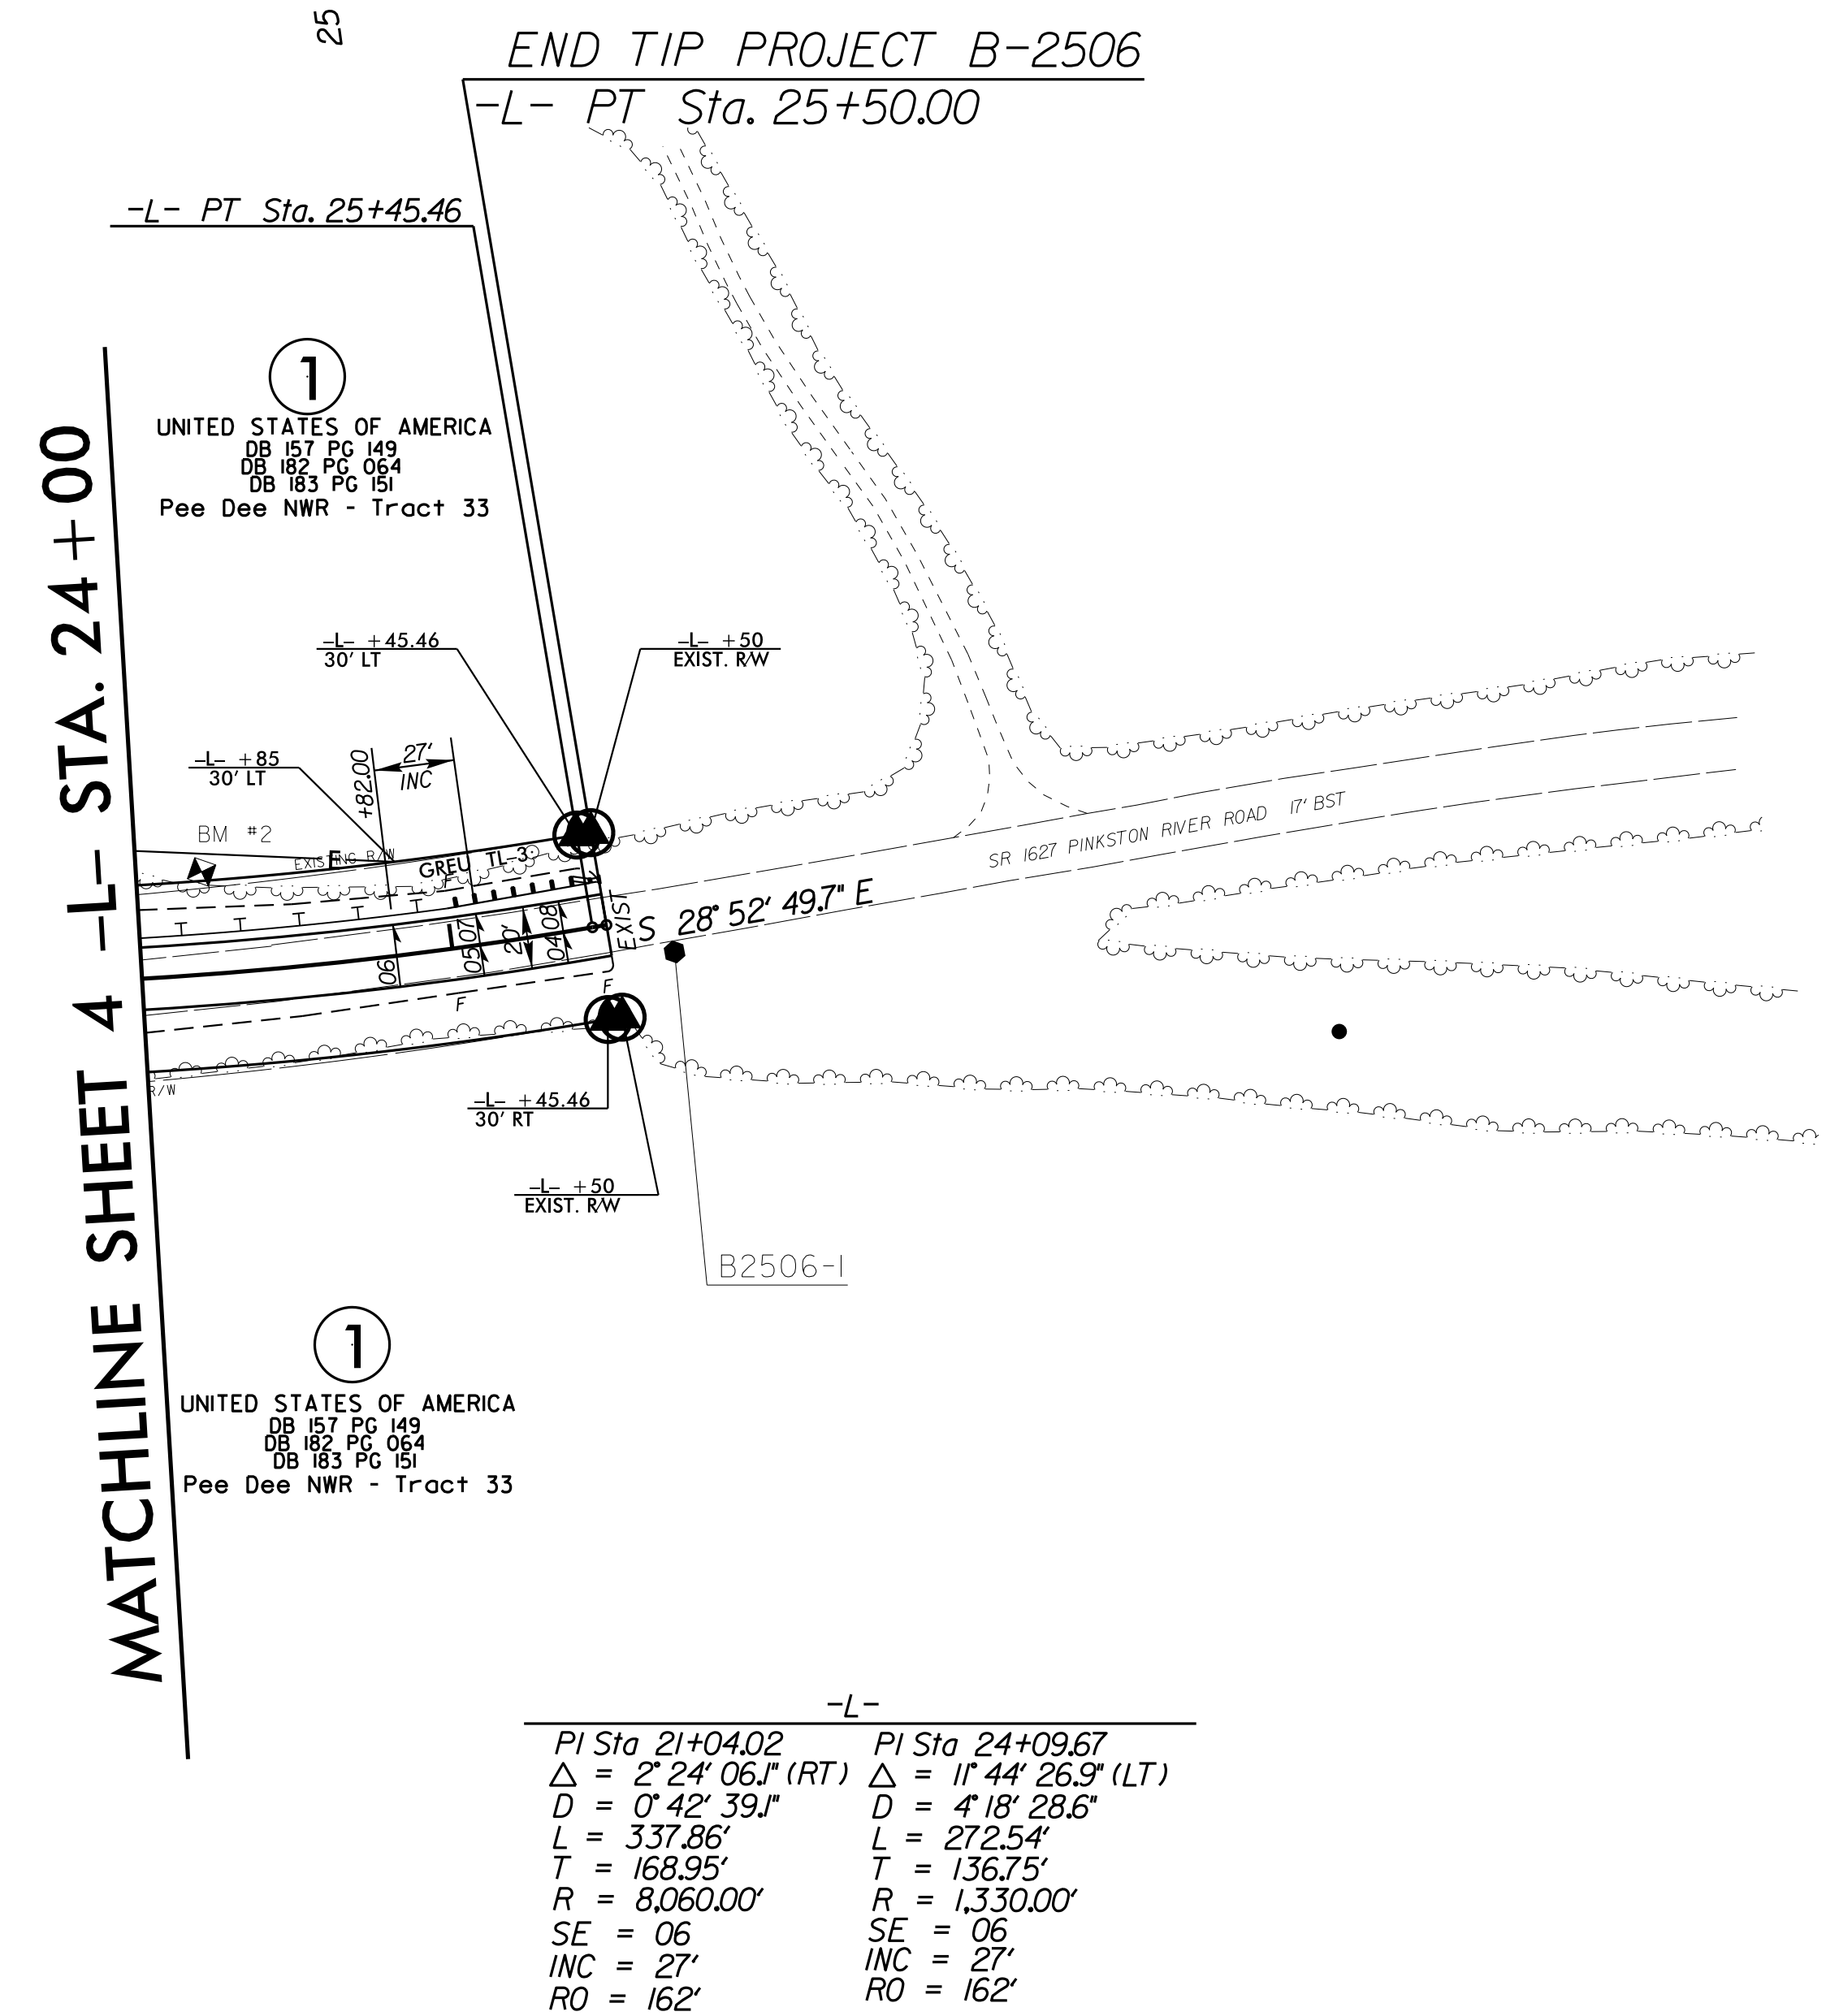 25
END TIP PROJECT B-2506
-L- PT Sta. 25+50.00
-L- PT Sta. 25+45.46
1
UNITED STATES OF AMERICA
DB 157 PG 149
DB 182 PG 064
DB 183 PG 151
Pee Dee NWR - Tract 33
MATCHLINE SHEET 4 -L- STA. 24+00
-L- +45.46
30' LT
-L- +50
EXIST. R/W
-L- +85
30' LT
+82.00
27'
INC
BM #2
EXISTING R/W
E
GREU TL-3
F
T T T T T
06
05
07
20'
04
08
EXIST
S 28° 52' 49.7" E
SR 1627 PINKSTON RIVER ROAD 17' BST
F
F
R/W
-L- +45.46
30' RT
-L- +50
EXIST. R/W
B2506-1
1
UNITED STATES OF AMERICA
DB 157 PG 149
DB 182 PG 064
DB 183 PG 151
Pee Dee NWR - Tract 33
-L-
PI Sta 21+04.02
△ = 2° 24' 06.1" (RT)
D = 0° 42' 39.1"
L = 337.86'
T = 168.95'
R = 8,060.00'
SE = 06
INC = 27'
RO = 162'
PI Sta 24+09.67
△ = 11° 44' 26.9" (LT)
D = 4° 18' 28.6"
L = 272.54'
T = 136.75'
R = 1,330.00'
SE = 06
INC = 27'
RO = 162'